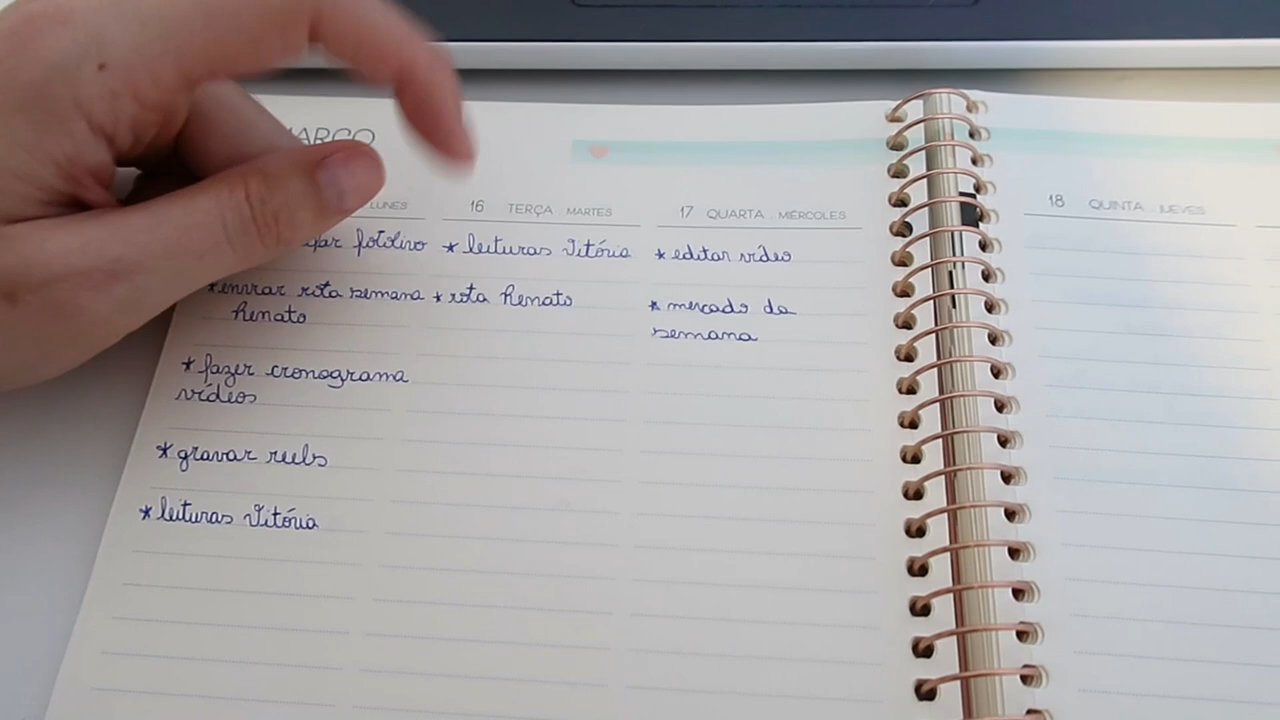 LUNES
fotolivro
*enviar rota semana
Renato
*fazer cronograma
vídeos
*gravar reels
*leituras Vitória
16 TERÇA . MARTES
*leituras Vitória
*rota Renato
17 QUARTA . MIÉRCOLES
*editar vídeo
*mercado da
semana
18 QUINTA . JUEVES